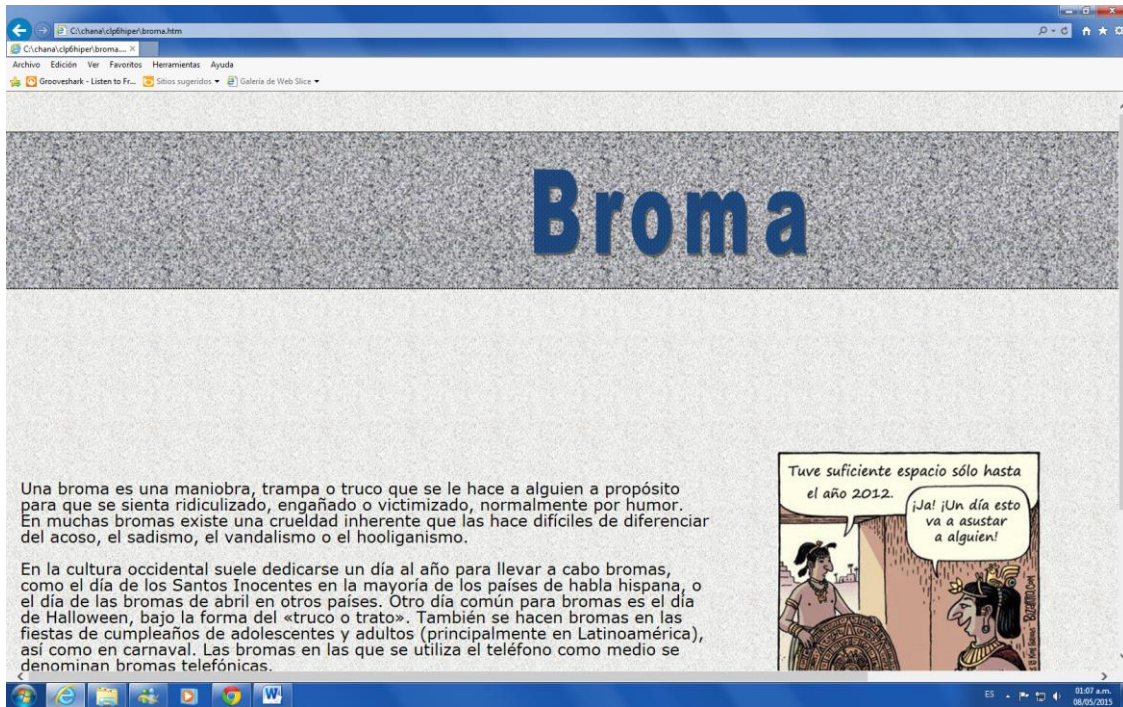 C:\chana\clp6hiper\broma.htm
C:\chana\clp6hiper\broma....
Archivo Edición Ver Favoritos Herramientas Ayuda
Grooveshark - Listen to Fr... Sitios sugeridos Galería de Web Slice
Broma
Una broma es una maniobra, trampa o truco que se le hace a alguien a propósito
para que se sienta ridiculizado, engañado o victimizado, normalmente por humor.
En muchas bromas existe una crueldad inherente que las hace difíciles de diferenciar
del acoso, el sadismo, el vandalismo o el hooliganismo.
En la cultura occidental suele dedicarse un día al año para llevar a cabo bromas,
como el día de los Santos Inocentes en la mayoría de los países de habla hispana, o
el día de las bromas de abril en otros países. Otro día común para bromas es el día
de Halloween, bajo la forma del «truco o trato». También se hacen bromas en las
fiestas de cumpleaños de adolescentes y adultos (principalmente en Latinoamérica),
así como en carnaval. Las bromas en las que se utiliza el teléfono como medio se
denominan bromas telefónicas.
Tuve suficiente espacio sólo hasta
el año 2012.
¡Ja! ¡Un día esto
va a asustar
a alguien!
ES
01:07 a.m.
08/05/2015